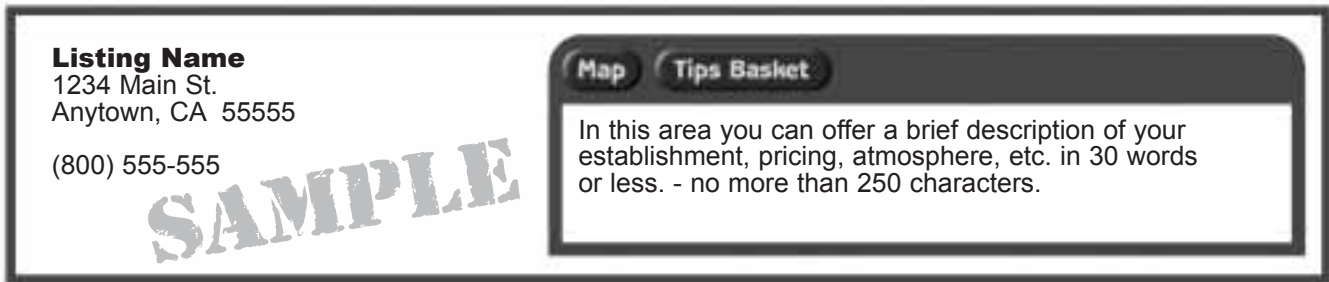 Listing Name
1234 Main St.
Anytown, CA  55555
(800) 555-555
SAMPLE
Map
Tips Basket
In this area you can offer a brief description of your
establishment, pricing, atmosphere, etc. in 30 words
or less. - no more than 250 characters.